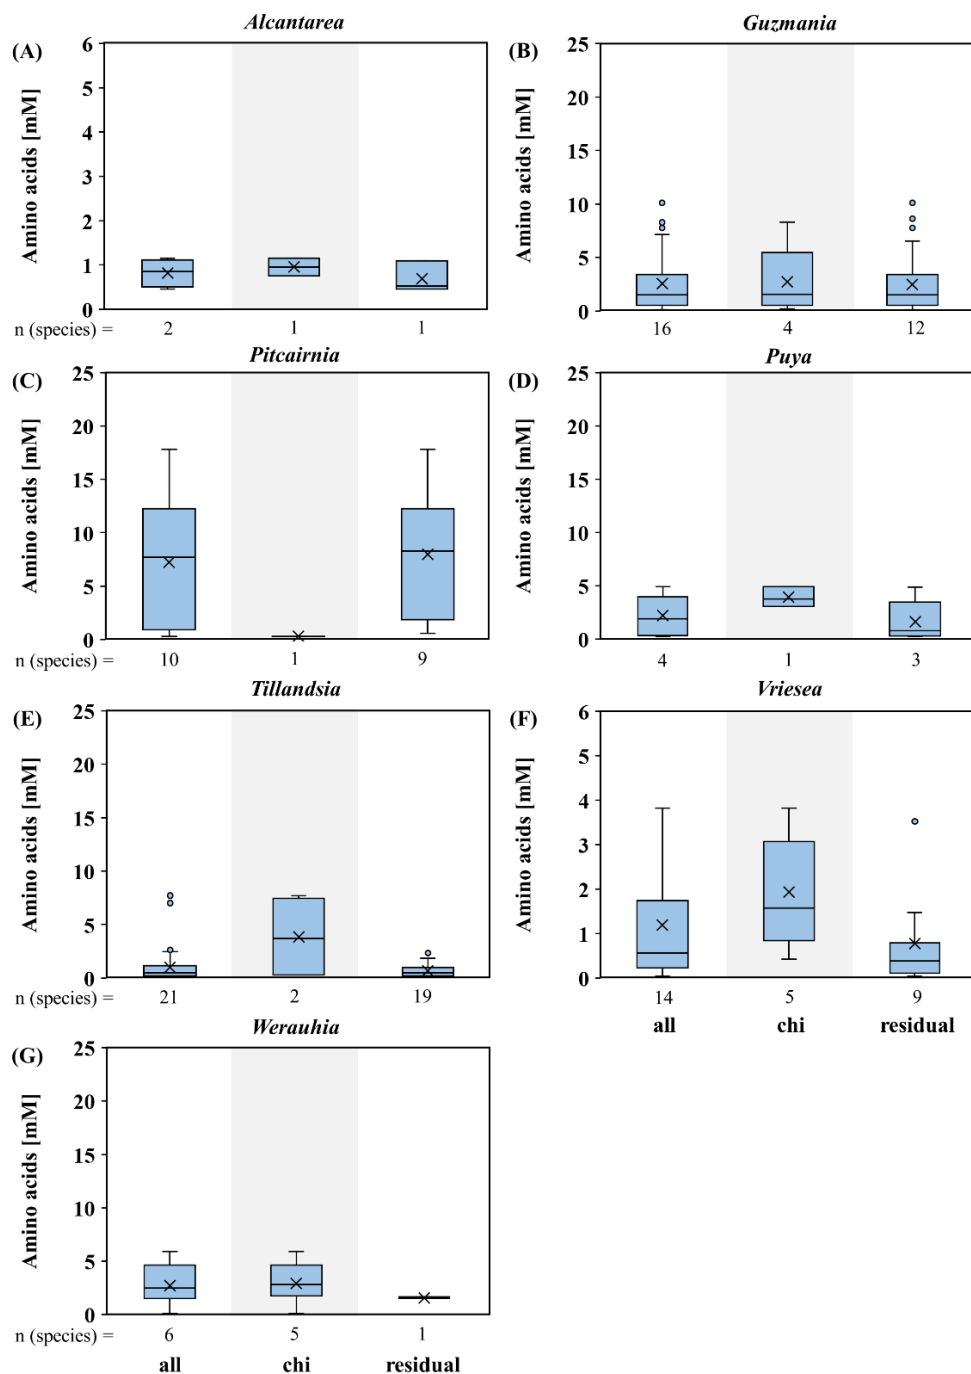 Alcantarea
(A)
Amino acids [mM]
6
5
4
3
2
1
0
n (species) = 2 1 1
Guzmania
(B)
Amino acids [mM]
25
20
15
10
5
0
16 4 12
Pitcairnia
(C)
Amino acids [mM]
25
20
15
10
5
0
n (species) = 10 1 9
Puya
(D)
Amino acids [mM]
25
20
15
10
5
0
4 1 3
Tillandsia
(E)
Amino acids [mM]
25
20
15
10
5
0
n (species) = 21 2 19
Vriesea
(F)
Amino acids [mM]
6
5
4
3
2
1
0
14 5 9
all chi residual
Werauhia
(G)
Amino acids [mM]
25
20
15
10
5
0
n (species) = 6 5 1
all chi residual